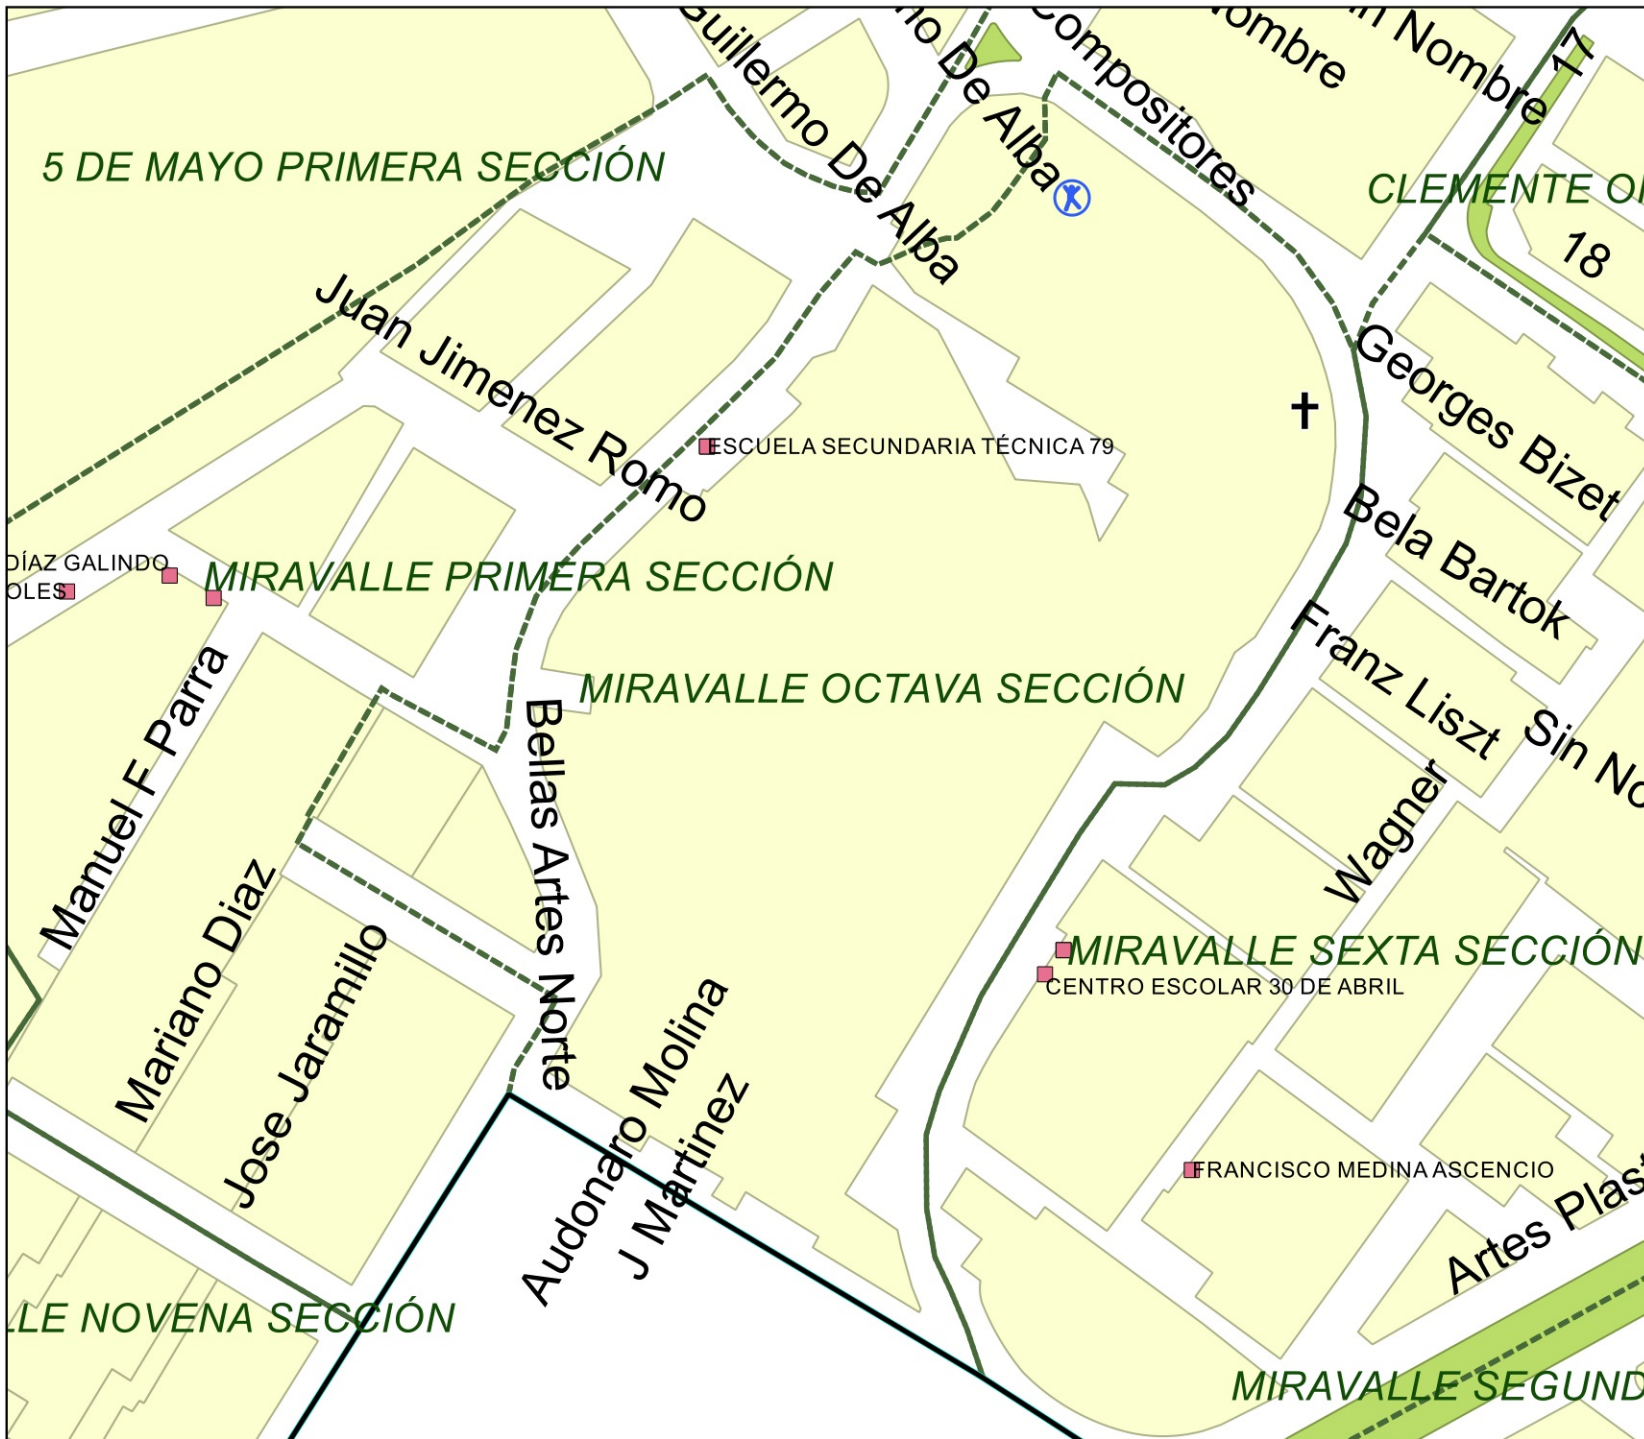 Guillermo De Alba
no De Alba
Compositores
Nombre
in Nombre
17
5 DE MAYO PRIMERA SECCIÓN
CLEMENTE O
18
Juan Jimenez Romo
Georges Bizet
ESCUELA SECUNDARIA TÉCNICA 79
Bela Bartok
DÍAZ GALINDO
OLES
MIRAVALLE PRIMERA SECCIÓN
Franz Liszt
MIRAVALLE OCTAVA SECCIÓN
Sin No
Manuel F Parra
Bellas Artes Norte
Wagner
Mariano Diaz
Jose Jaramillo
MIRAVALLE SEXTA SECCIÓN
CENTRO ESCOLAR 30 DE ABRIL
Audonaro Molina
J Martinez
FRANCISCO MEDINA ASCENCIO
Artes Plast
LLE NOVENA SECCIÓN
MIRAVALLE SEGUND